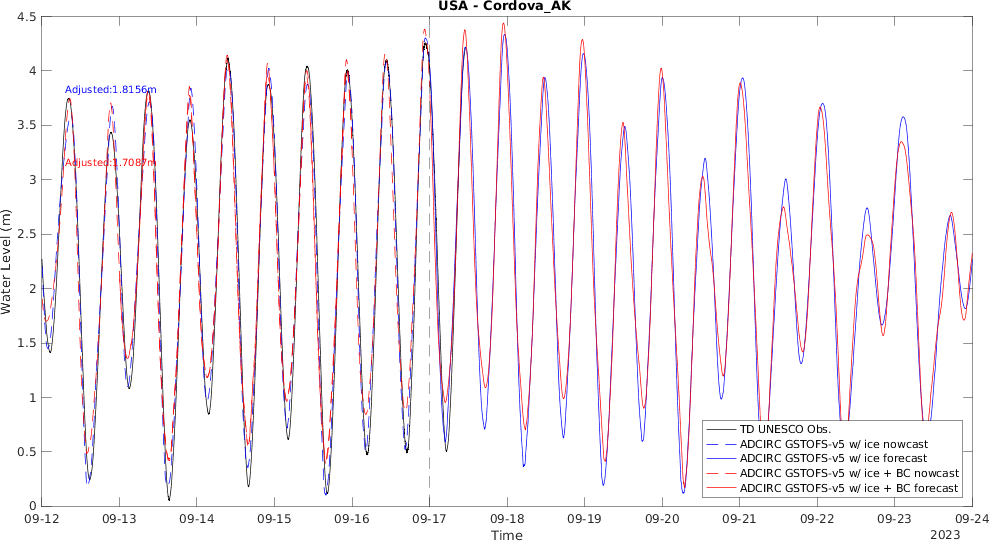 USA - Cordova_AK
4.5
4
3.5
3
2.5
2
1.5
1
0.5
0
Water Level (m)
Adjusted:1.8156m
Adjusted:1.7087m
TD UNESCO Obs.
ADCIRC GSTOFS-v5 w/ ice nowcast
ADCIRC GSTOFS-v5 w/ ice forecast
ADCIRC GSTOFS-v5 w/ ice + BC nowcast
ADCIRC GSTOFS-v5 w/ ice + BC forecast
09-12 09-13 09-14 09-15 09-16 09-17 09-18 09-19 09-20 09-21 09-22 09-23 09-24
Time
2023